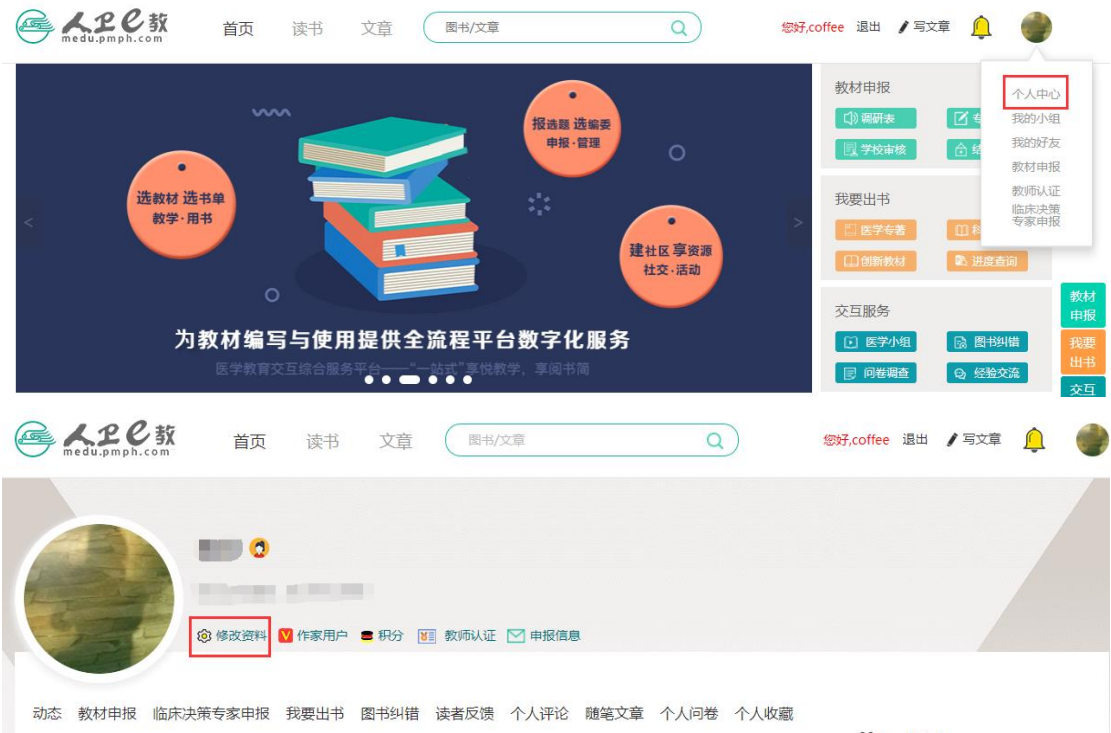 人卫e教
medu.pmph.com
首页 读书 文章 图书/文章 您好,coffee 退出 写文章
选教材 选书单
教学·用书
报选题 选编委
申报·管理
建社区 享资源
社交·活动
<
>
为教材编写与使用提供全流程平台数字化服务
医学教育交互综合服务平台——“一站式”享悦教学，享阅书简
教材申报
调研表
学校审核
我要出书
医学专著
创新教材 进度查询
交互服务
医学小组 图书纠错
问卷调查 经验交流
个人中心
我的小组
我的好友
教材申报
教师认证
临床决策
专家申报
教材
申报
我要
出书
交互
人卫e教
medu.pmph.com
首页 读书 文章 图书/文章 您好,coffee 退出 写文章
修改资料 V 作家用户 积分 教师认证 申报信息
动态 教材申报 临床决策专家申报 我要出书 图书纠错 读者反馈 个人评论 随笔文章 个人问卷 个人收藏